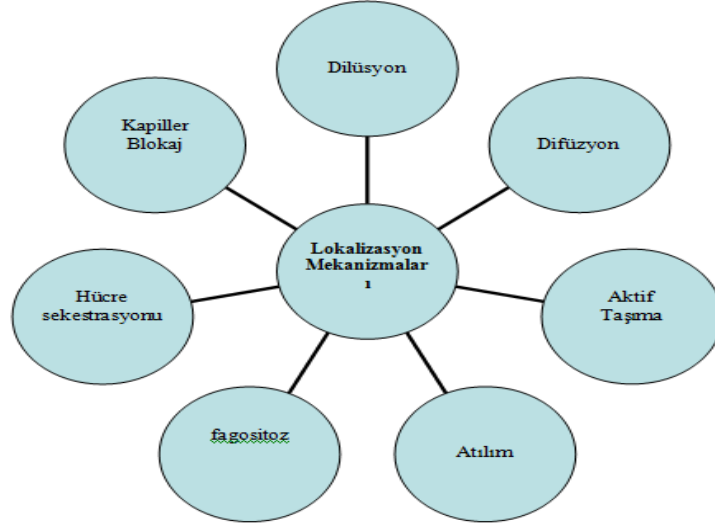 Dilüsyon
Kapiller
Blokaj
Difüzyon
Lokalizasyon
Mekanizmalar
ı
Hücre
sekestrasyonu
Aktif
Taşıma
fagositoz
Atılım